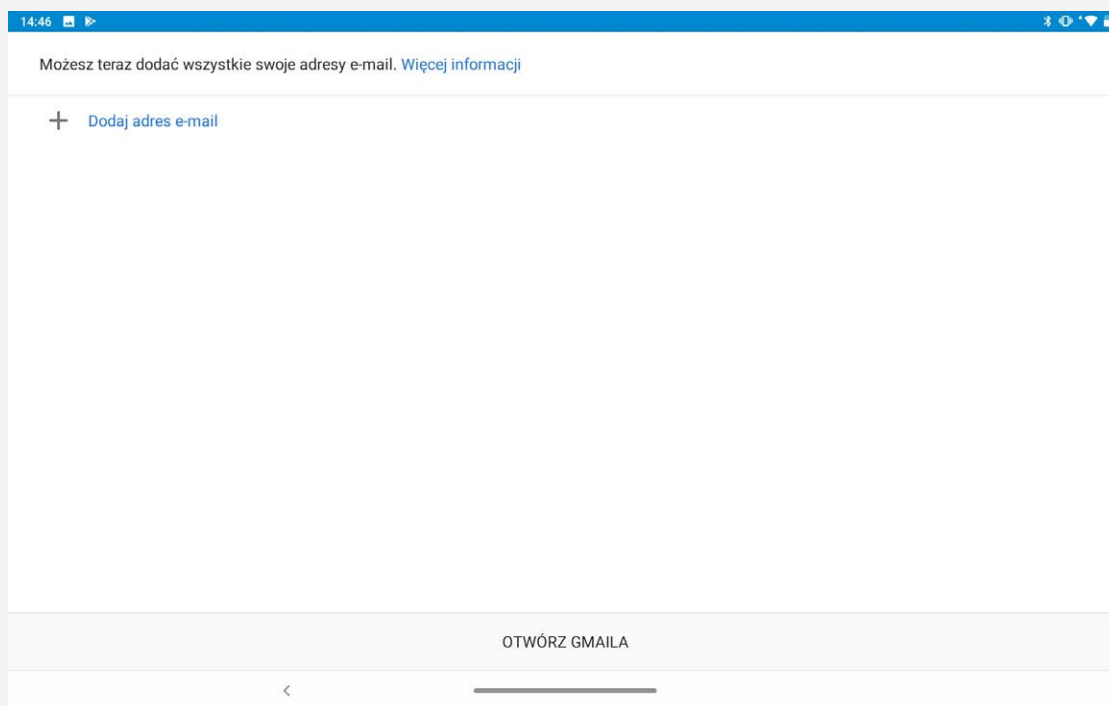 14:46
Możesz teraz dodać wszystkie swoje adresy e-mail. Więcej informacji
Dodaj adres e-mail
OTWÓRZ GMAILA